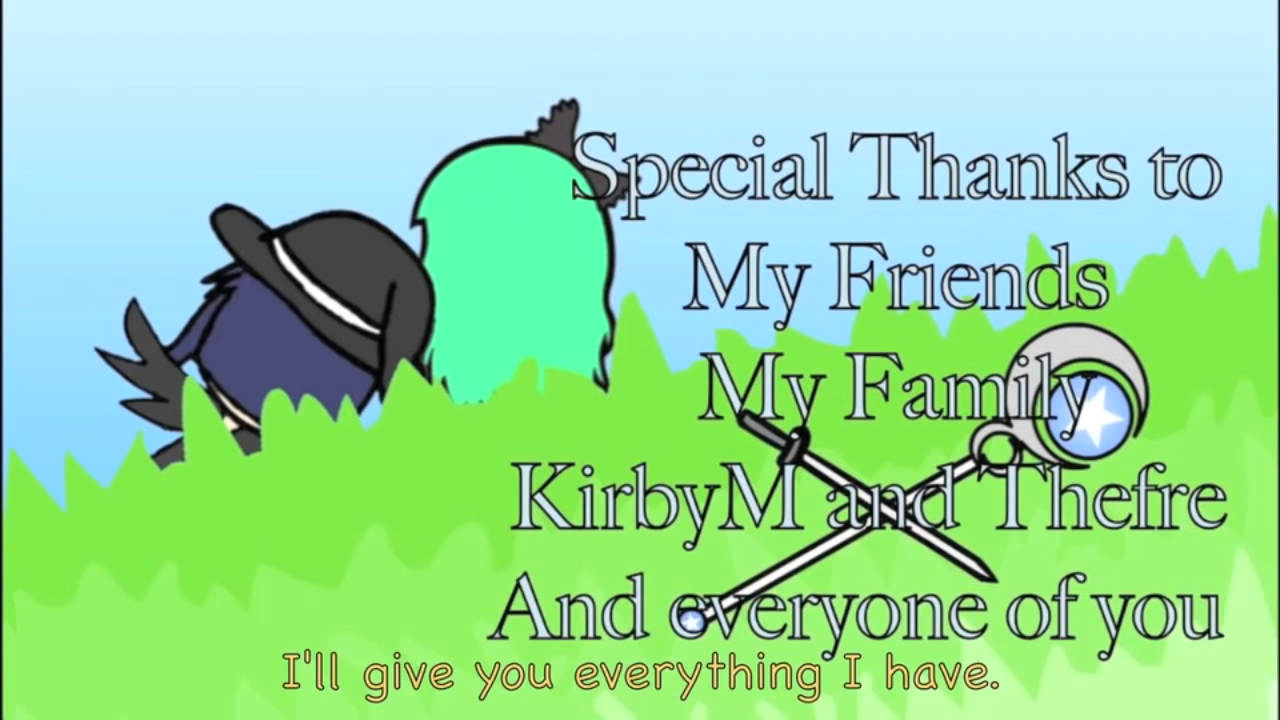 Special Thanks to
My Friends
My Family
KirbyM and Thefre
And everyone of you
I'll give you everything I have.